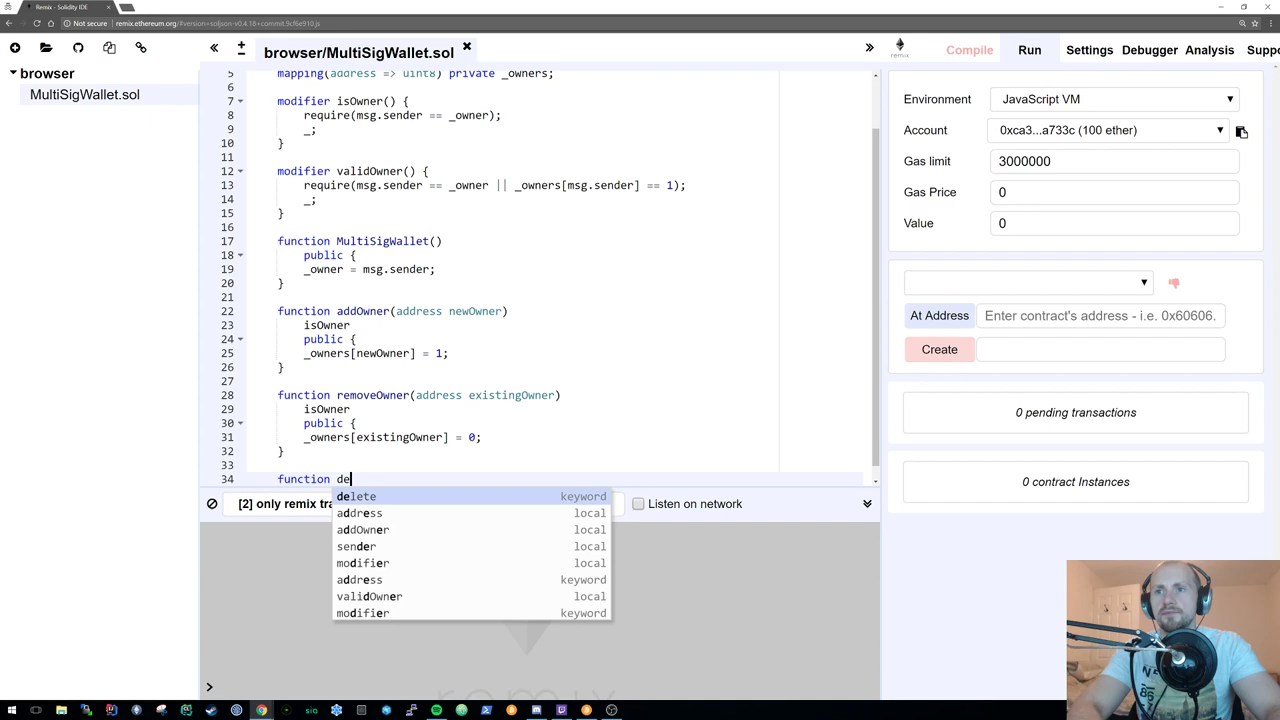 Remix - Solidity IDE
Not secure | remix.ethereum.org/#version=soljson-v0.4.18+commit.9cf6e910.js
browser
MultiSigWallet.sol
browser/MultiSigWallet.sol
5 mapping(address => uint8) private _owners;
6
7 modifier isOwner() {
8 require(msg.sender == _owner);
9 _;
10 }
11
12 modifier validOwner() {
13 require(msg.sender == _owner || _owners[msg.sender] == 1);
14 _;
15 }
16
17 function MultiSigWallet()
18 public {
19 _owner = msg.sender;
20 }
21
22 function addOwner(address newOwner)
23 isOwner
24 public {
25 _owners[newOwner] = 1;
26 }
27
28 function removeOwner(address existingOwner)
29 isOwner
30 public {
31 _owners[existingOwner] = 0;
32 }
33
34 function de
delete keyword
address local
addOwner local
sender local
modifier local
address keyword
validOwner local
modifier keyword
[2] only remix tra
Listen on network
>
remix
remix
Compile Run Settings Debugger Analysis Suppo
Environment JavaScript VM
Account 0xca3...a733c (100 ether)
Gas limit 3000000
Gas Price 0
Value 0
At Address Enter contract's address - i.e. 0x60606.
Create
0 pending transactions
0 contract Instances